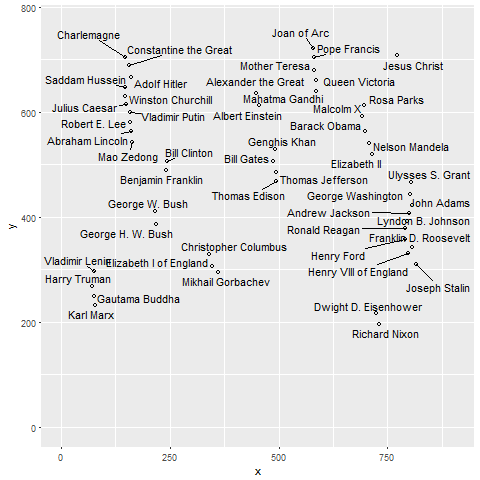 800
Charlemagne
Joan of Arc
Constantine the Great
Pope Francis
Mother Teresa
Jesus Christ
Saddam Hussein
Adolf Hitler
Alexander the Great
Queen Victoria
Winston Churchill
Mahatma Gandhi
Rosa Parks
Julius Caesar
Malcolm X
600
Vladimir Putin
Albert Einstein
Robert E. Lee
Barack Obama
Abraham Lincoln
Genghis Khan
Nelson Mandela
Mao Zedong
Bill Clinton
Bill Gates
Elizabeth II
Benjamin Franklin
Thomas Jefferson
Ulysses S. Grant
Thomas Edison
George Washington
George W. Bush
John Adams
400
Andrew Jackson
Lyndon B. Johnson
George H. W. Bush
Ronald Reagan
Franklin D. Roosevelt
y
Christopher Columbus
Henry Ford
Vladimir Lenin
Elizabeth I of England
Henry VIII of England
Harry Truman
Mikhail Gorbachev
Joseph Stalin
Gautama Buddha
Dwight D. Eisenhower
Karl Marx
200
Richard Nixon
0
0
250
500
750
x